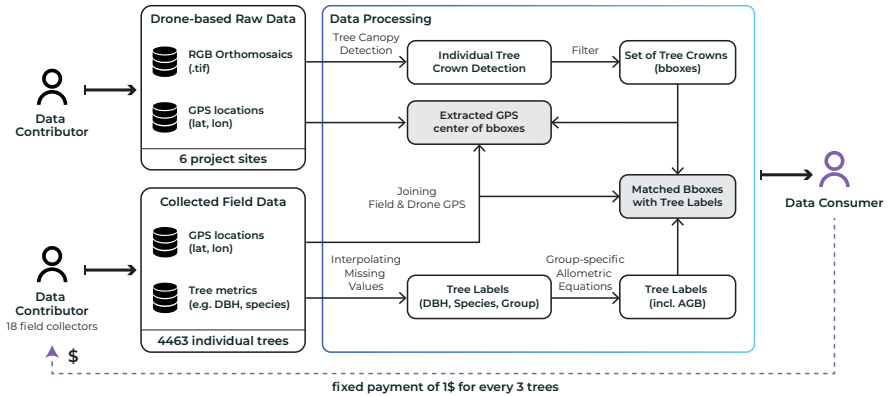 Drone-based Raw Data
RGB Orthomosaics
(.tif)
GPS locations
(lat, lon)
6 project sites
Data
Contributor
Collected Field Data
GPS locations
(lat, lon)
Tree metrics
(e.g. DBH, species)
4463 individual trees
Data
Contributor
18 field collectors
$
Data Processing
Tree Canopy
Detection
Individual Tree
Crown Detection
Filter
Set of Tree Crowns
(bboxes)
Extracted GPS
center of bboxes
Joining
Field & Drone GPS
Matched Bboxes
with Tree Labels
Interpolating
Missing
Values
Tree Labels
(DBH, Species, Group)
Group-specific
Allometric
Equations
Tree Labels
(incl. AGB)
Data Consumer
fixed payment of 1$ for every 3 trees